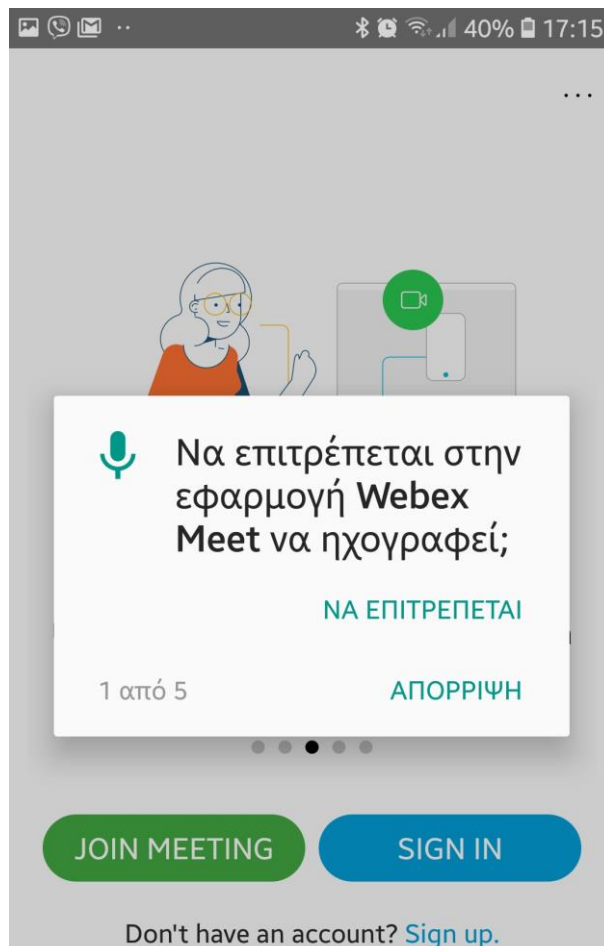 40% 17:15
...
Να επιτρέπεται στην
εφαρμογή Webex
Meet να ηχογραφεί;
ΝΑ ΕΠΙΤΡΕΠΕΤΑΙ
1 από 5
ΑΠΟΡΡΙΨΗ
JOIN MEETING
SIGN IN
Don't have an account? Sign up.